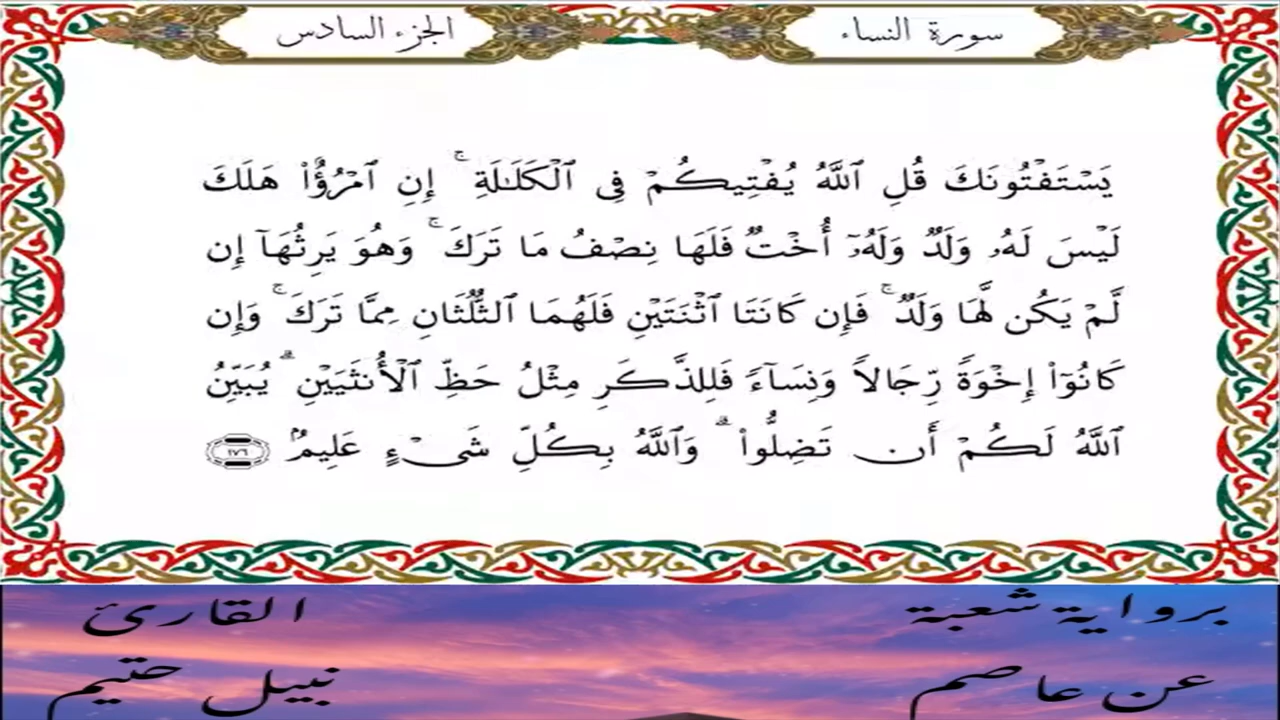 سورة النساء
الجزء السادس
يَسْتَفْتُونَكَ قُلِ ٱللَّهُ يُفْتِيكُمْ فِى ٱلْكَلَٰلَةِ ۚ إِنِ ٱمْرُؤٌا۟ هَلَكَ
لَيْسَ لَهُۥ وَلَدٌ وَلَهُۥٓ أُخْتٌ فَلَهَا نِصْفُ مَا تَرَكَ ۚ وَهُوَ يَرِثُهَآ إِن
لَّمْ يَكُن لَّهَا وَلَدٌ ۚ فَإِن كَانَتَا ٱثْنَتَيْنِ فَلَهُمَا ٱلثُّلُثَانِ مِمَّا تَرَكَ ۚ وَإِن
كَانُوٓا۟ إِخْوَةً رِّجَالًا وَنِسَآءً فَلِلذَّكَرِ مِثْلُ حَظِّ ٱلْأُنثَيَيْنِ ۗ يُبَيِّنُ
ٱللَّهُ لَكُمْ أَن تَضِلُّوا۟ ۗ وَٱللَّهُ بِكُلِّ شَىْءٍ عَلِيمٌۢ ١٧٦
برواية شعبة
عن عاصم
القارئ
نبيل حتيم